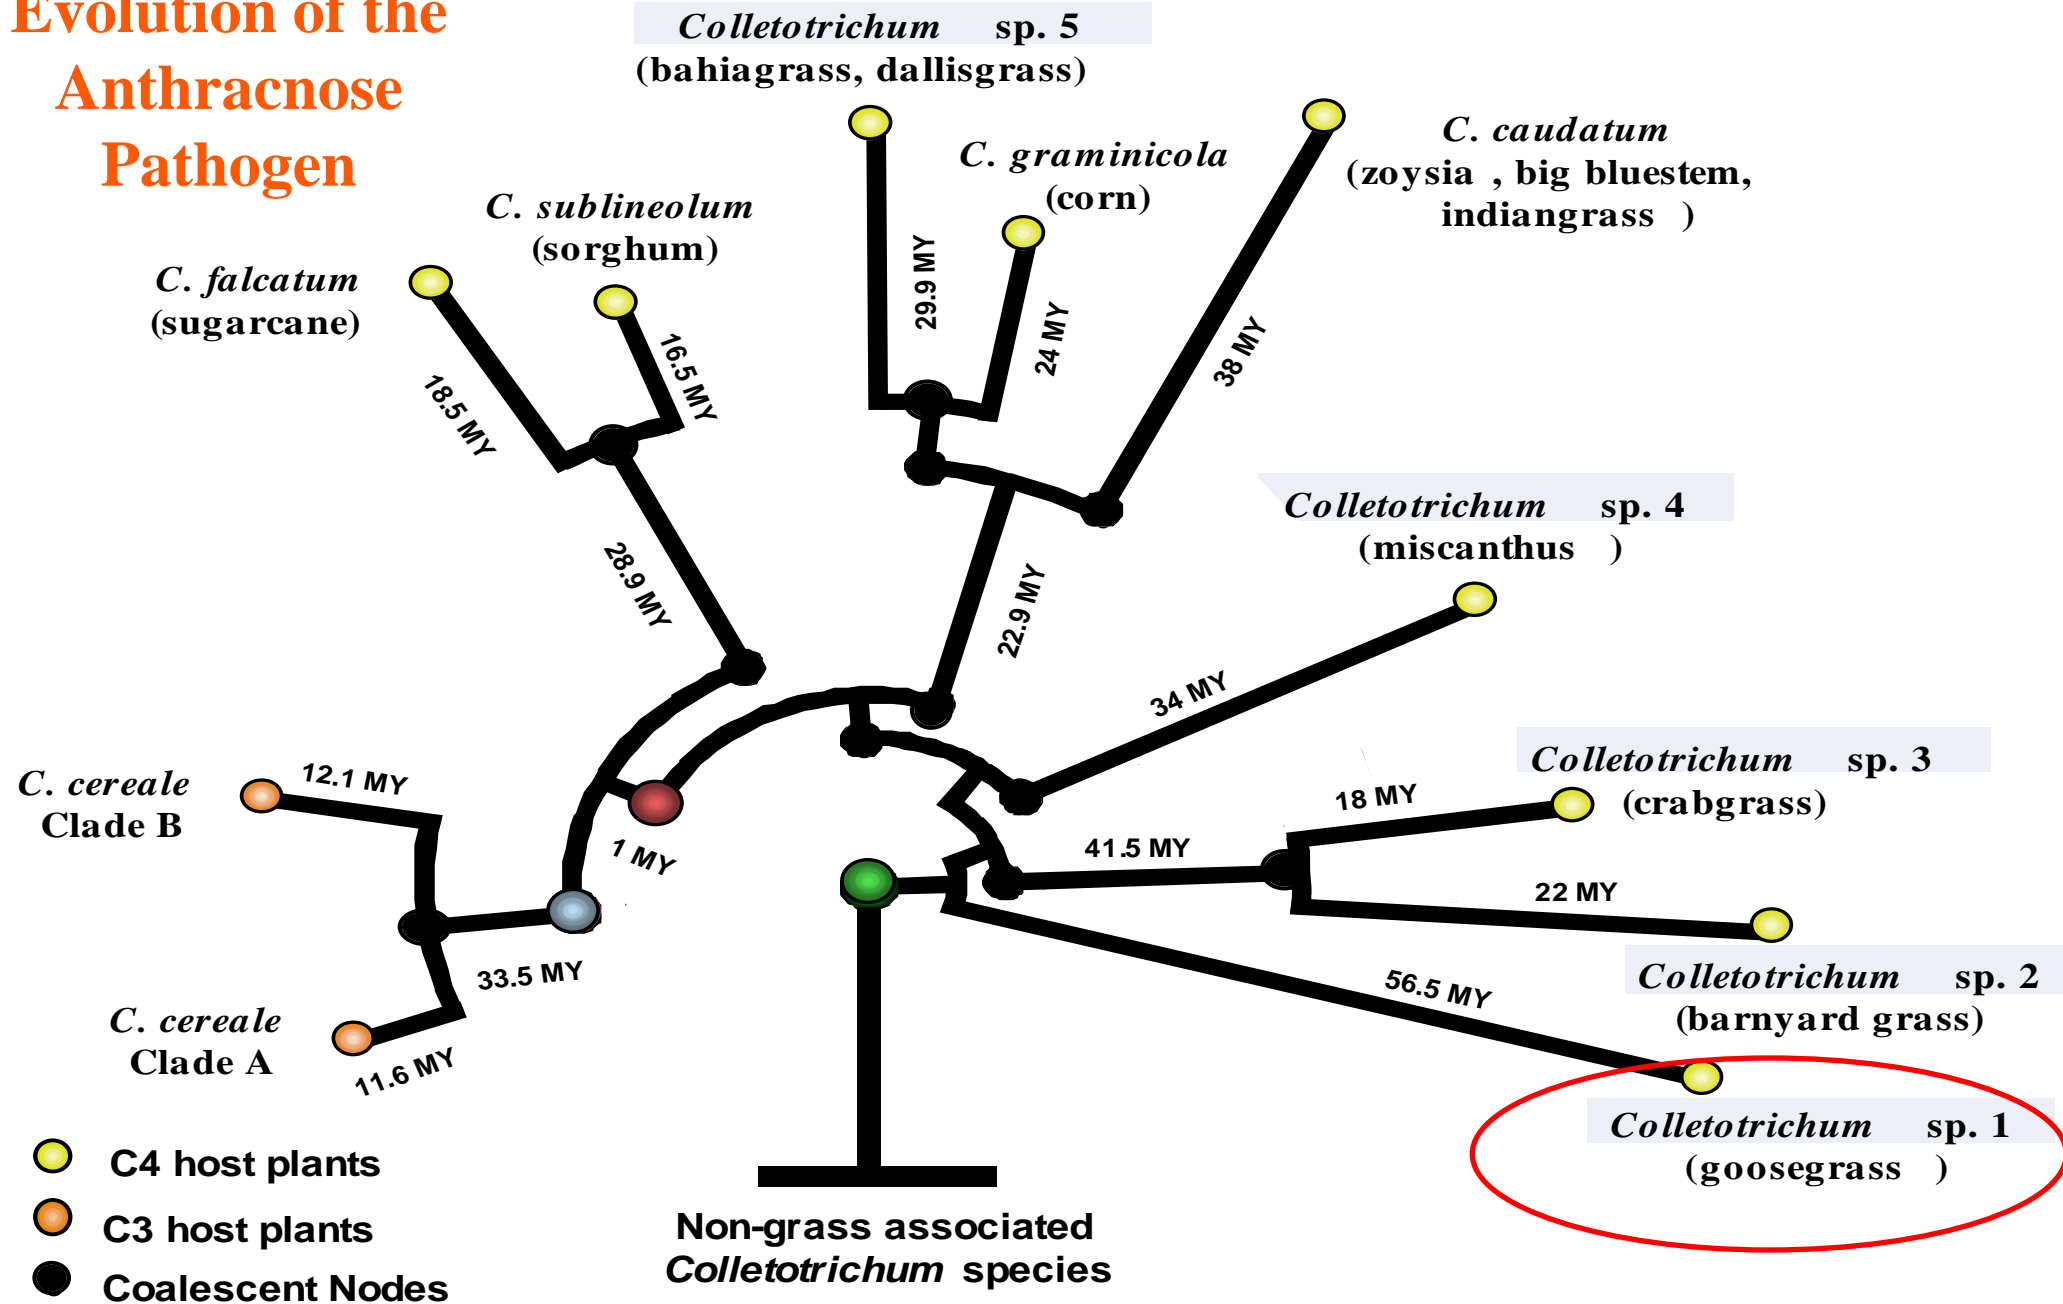 Evolution of the
Anthracnose
Pathogen
Colletotrichum sp. 5
(bahiagrass, dallisgrass)
C. graminicola
(corn)
C. caudatum
(zoysia , big bluestem,
indiangrass )
C. sublineolum
(sorghum)
C. falcatum
(sugarcane)
29.9 MY
24 MY
38 MY
16.5 MY
18.5 MY
Colletotrichum sp. 4
(miscanthus )
28.9 MY
22.9 MY
34 MY
Colletotrichum sp. 3
(crabgrass)
C. cereale
Clade B
12.1 MY
18 MY
1 MY
41.5 MY
22 MY
33.5 MY
Colletotrichum sp. 2
(barnyard grass)
56.5 MY
C. cereale
Clade A
11.6 MY
Colletotrichum sp. 1
(goosegrass )
C4 host plants
C3 host plants
Coalescent Nodes
Non-grass associated
Colletotrichum species